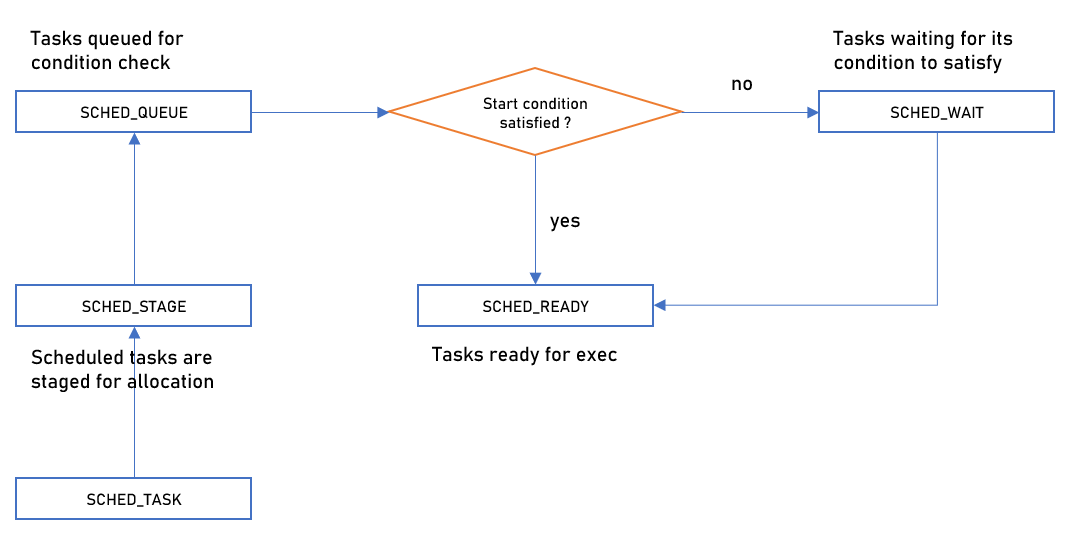 Tasks queued for
condition check
SCHED_QUEUE
Start condition
satisfied ?
no
Tasks waiting for its
condition to satisfy
SCHED_WAIT
yes
SCHED_STAGE
Scheduled tasks are
staged for allocation
SCHED_READY
Tasks ready for exec
SCHED_TASK